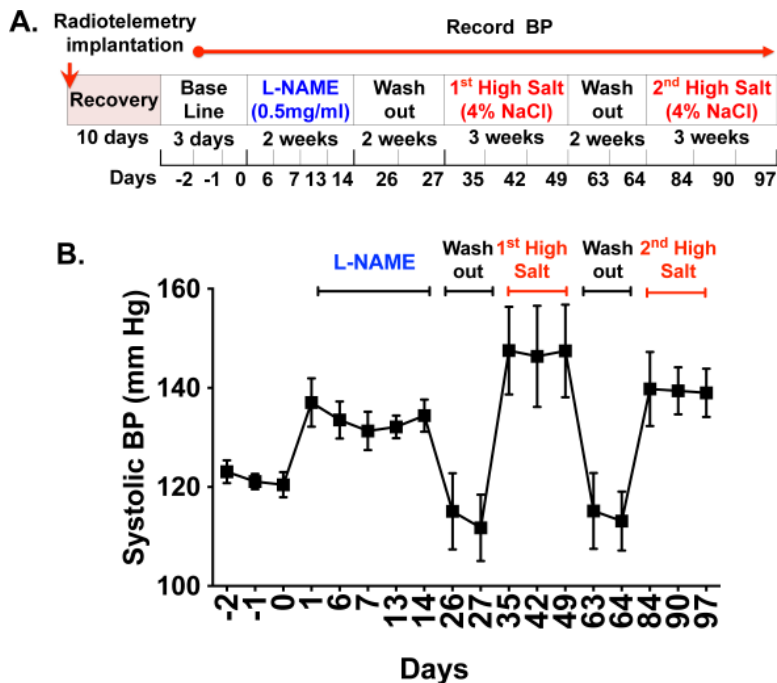 A.
Radiotelemetry
implantation
Record BP
Recovery
Base
Line
L-NAME
(0.5mg/ml)
Wash
out
1st High Salt
(4% NaCl)
Wash
out
2nd High Salt
(4% NaCl)
10 days
3 days
2 weeks
2 weeks
3 weeks
2 weeks
3 weeks
Days
-2 -1 0 6 7 13 14 26 27 35 42 49 63 64 84 90 97
B.
L-NAME
Wash
out
1st High
Salt
Wash
out
2nd High
Salt
Systolic BP (mm Hg)
160
140
120
100
-2 -1 0 1 6 7 13 14 26 27 35 42 49 63 64 84 90 97
Days